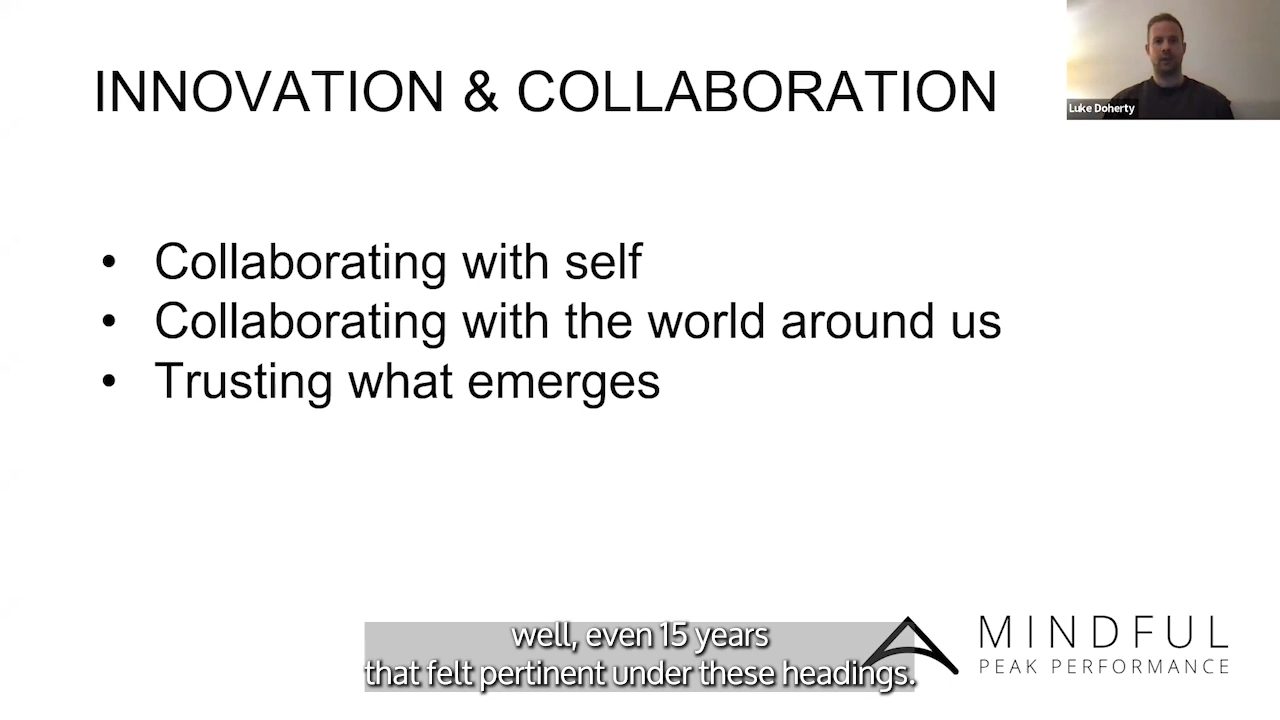 INNOVATION & COLLABORATION
Luke Doherty
• Collaborating with self
• Collaborating with the world around us
• Trusting what emerges
well, even 15 years
that felt pertinent under these headings.
MINDFUL
PEAK PERFORMANCE